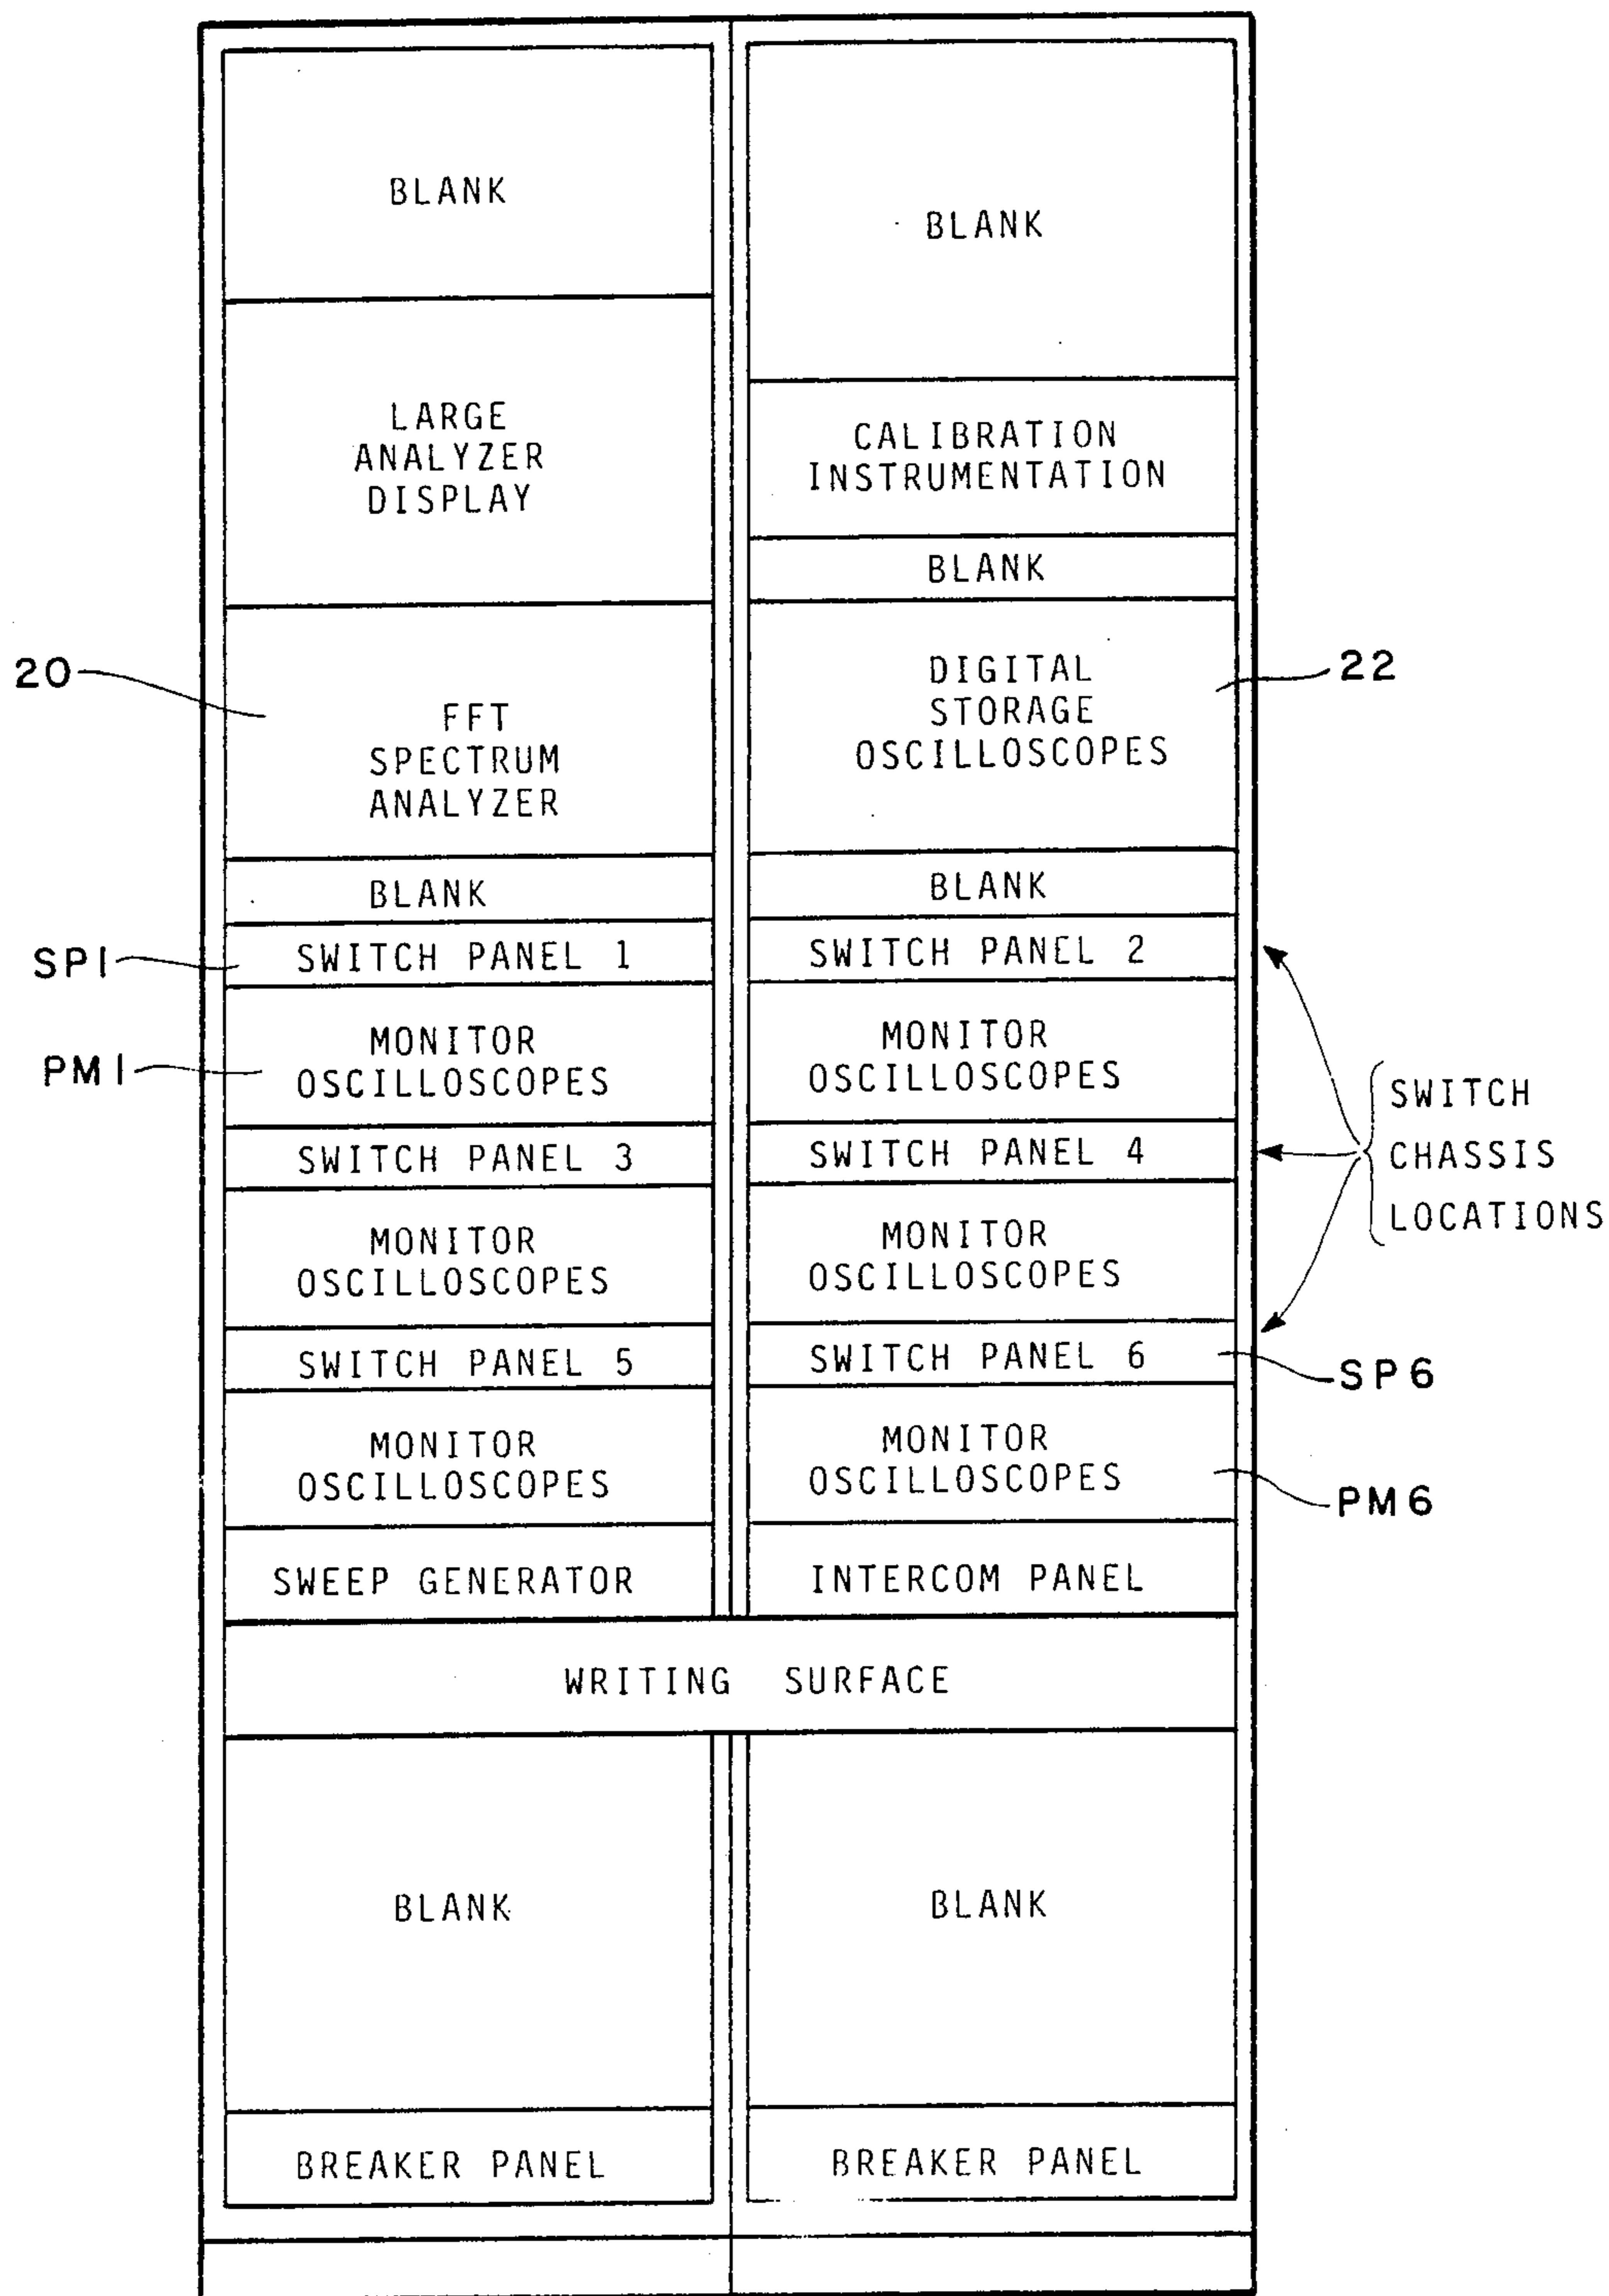 BLANK
LARGE
ANALYZER
DISPLAY
20
FFT
SPECTRUM
ANALYZER
BLANK
SP1
SWITCH PANEL 1
PM1
MONITOR
OSCILLOSCOPES
SWITCH PANEL 3
MONITOR
OSCILLOSCOPES
SWITCH PANEL 5
MONITOR
OSCILLOSCOPES
SWEEP GENERATOR
BLANK
CALIBRATION
INSTRUMENTATION
BLANK
DIGITAL
STORAGE
OSCILLOSCOPES
22
BLANK
SWITCH PANEL 2
MONITOR
OSCILLOSCOPES
SWITCH PANEL 4
MONITOR
OSCILLOSCOPES
SWITCH PANEL 6
SP6
MONITOR
OSCILLOSCOPES
PM6
INTERCOM PANEL
SWITCH
CHASSIS
LOCATIONS
WRITING SURFACE
BLANK
BREAKER PANEL
BLANK
BREAKER PANEL